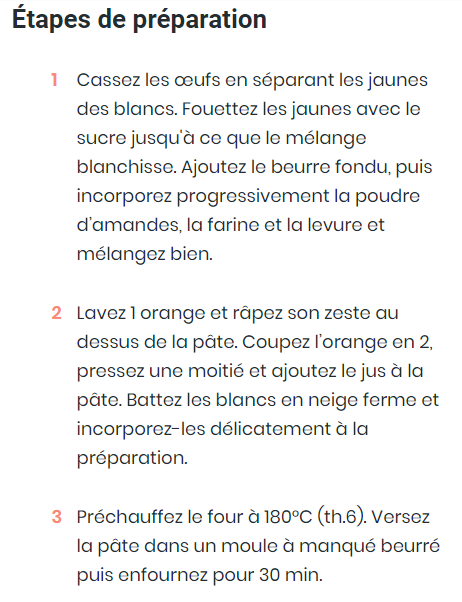 Étapes de préparation
1 Cassez les œufs en séparant les jaunes
des blancs. Fouettez les jaunes avec le
sucre jusqu'à ce que le mélange
blanchisse. Ajoutez le beurre fondu, puis
incorporez progressivement la poudre
d’amandes, la farine et la levure et
mélangez bien.
2 Lavez 1 orange et râpez son zeste au
dessus de la pâte. Coupez l’orange en 2,
pressez une moitié et ajoutez le jus à la
pâte. Battez les blancs en neige ferme et
incorporez-les délicatement à la
préparation.
3 Préchauffez le four à 180°C (th.6). Versez
la pâte dans un moule à manqué beurré
puis enfournez pour 30 min.